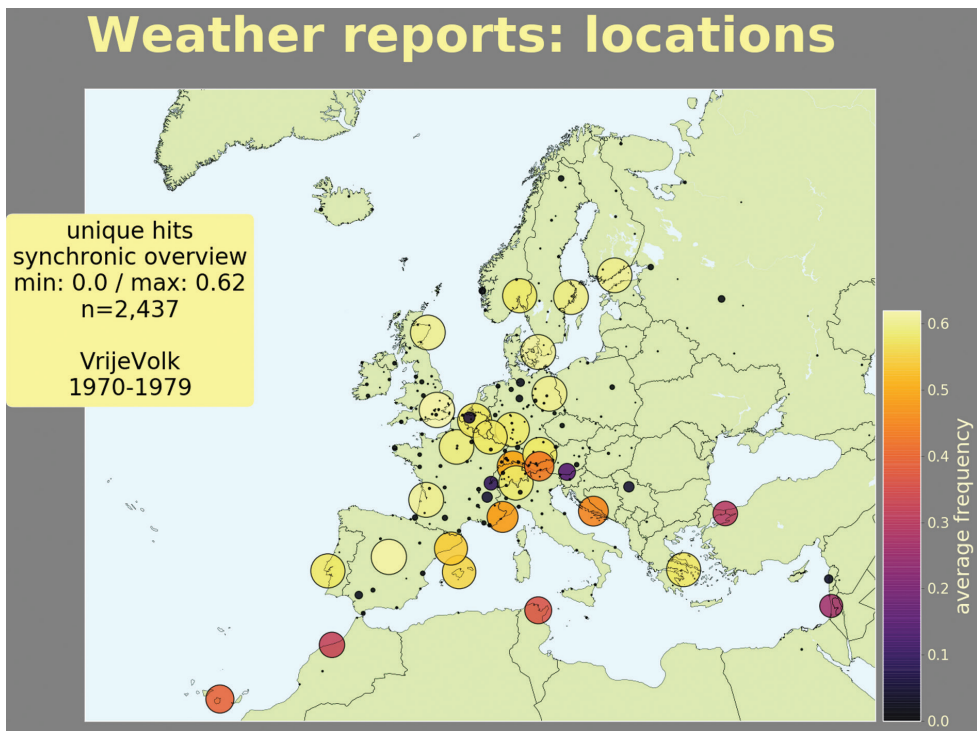 Weather reports: locations
unique hits
synchronic overview
min: 0.0 / max: 0.62
n=2,437
VrijeVolk
1970-1979
0.6
0.5
0.4
0.3
0.2
0.1
0.0
average frequency